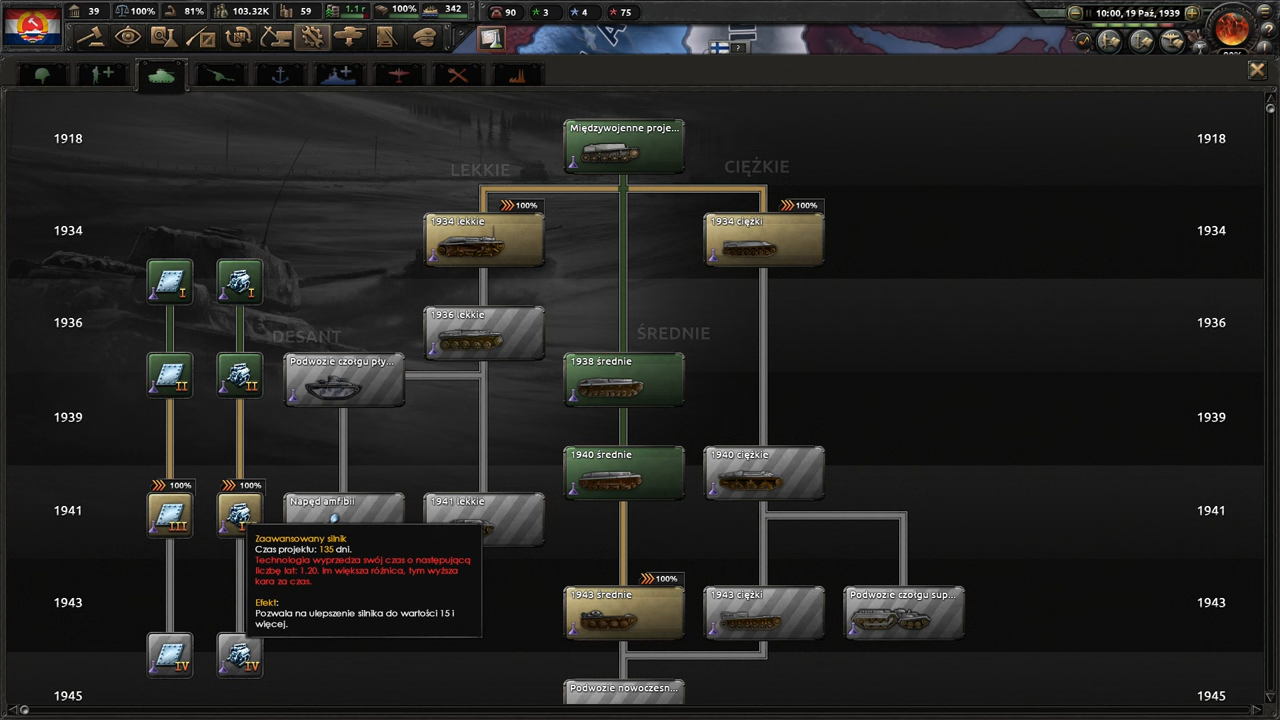 39 100% 81% 103.32K 59 1.1 r 100% 342 90 3 4 75 10:00, 19 Paź, 1939
?
1918 Międzywojenne proje... 1918
LEKKIE CIĘŻKIE
100% 100%
1934 1934 lekkie 1934 ciężki 1934
I I
1936 1936 lekkie 1936
DESANT ŚREDNIE
Podwozie czołgu pły... 1938 średnie
II II
1939 1939
1940 średnie 1940 ciężkie
100% 100%
Napęd amfibii 1941 lekkie
1941 III 1941
Zaawansowany silnik
Czas projektu: 135 dni.
Technologia wyprzedza swój czas o następującą
liczbę lat: 1.20. Im większa różnica, tym wyższa
kara za czas.
Efekt:
Pozwala na ulepszenie silnika do wartości 15 i
więcej.
100%
1943 1943 średnie 1943 ciężki Podwozie czołgu sup... 1943
IV IV
1945 Podwozie nowoczesn... 1945